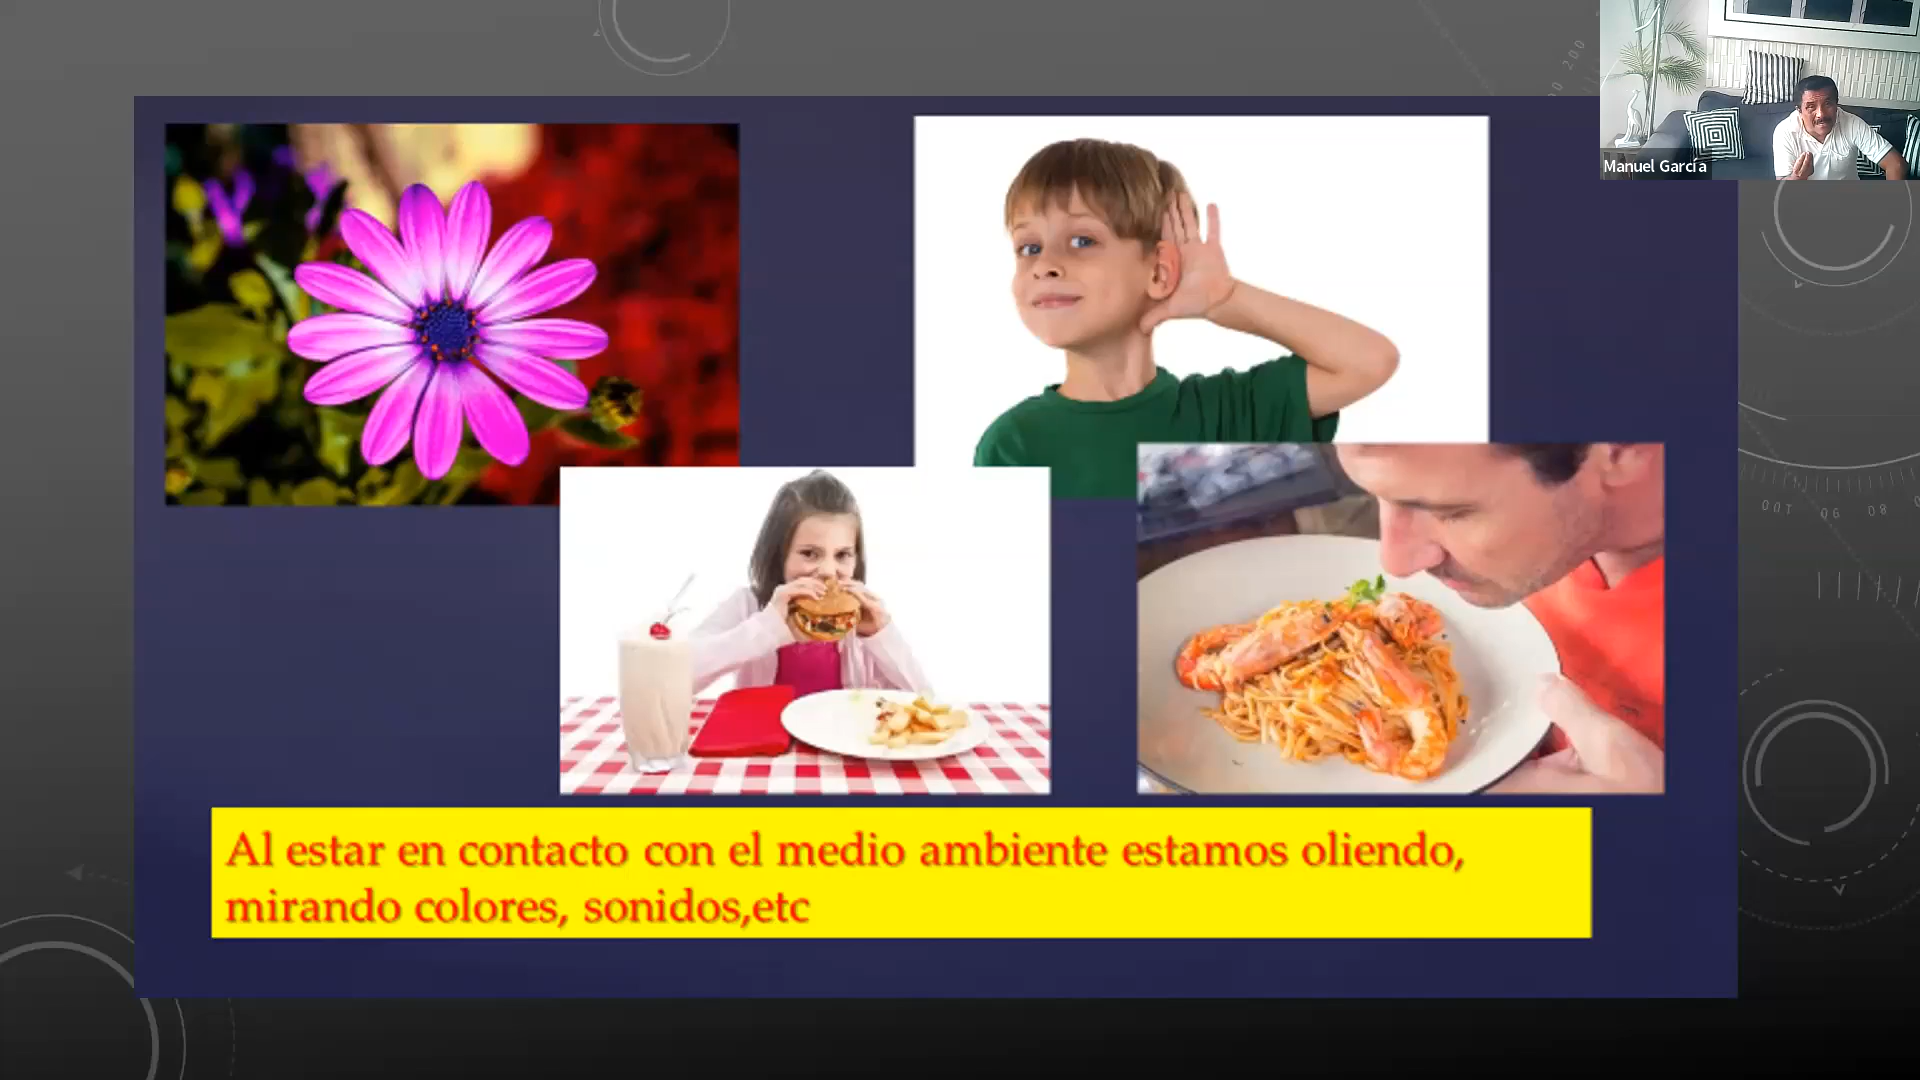 Manuel García
Al estar en contacto con el medio ambiente estamos oliendo,
mirando colores, sonidos,etc